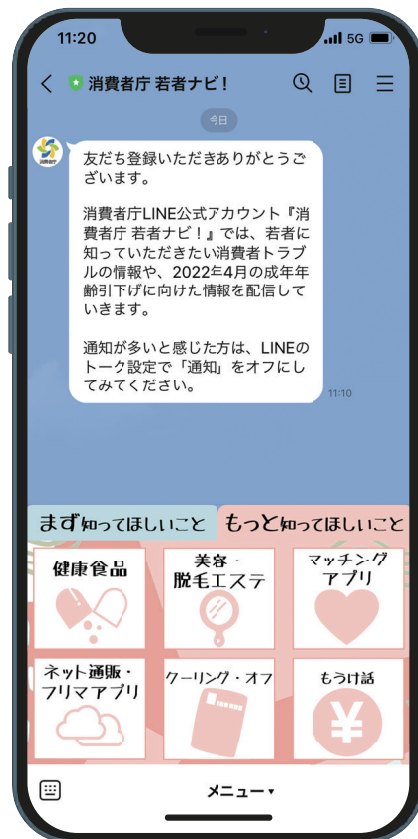 11:20
5G
消費者庁 若者ナビ！
今日
消費者庁
友だち登録いただきありがとうご
ざいます。
消費者庁LINE公式アカウント『消
費者庁 若者ナビ！』では、若者に
知っていただきたい消費者トラブ
ルの情報や、2022年4月の成年年
齢引下げに向けた情報を配信して
いきます。
通知が多いと感じた方は、LINEの
トーク設定で「通知」をオフにし
てみてください。
11:10
まず知ってほしいこと
もっと知ってほしいこと
健康食品
美容・
脱毛エステ
マッチング
アプリ
ネット通販・
フリマアプリ
クーリング・オフ
もうけ話
¥
メニュー▾